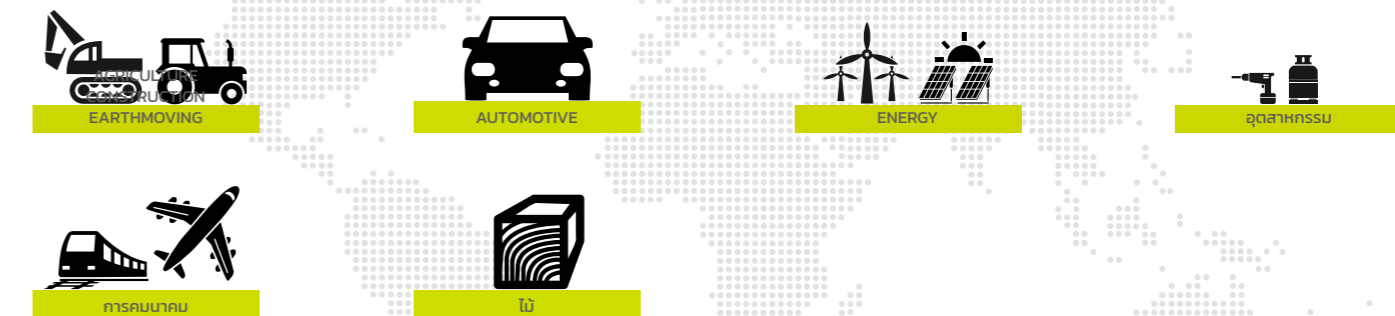 AGRICULTURE
CONSTRUCTION
EARTHMOVING
AUTOMOTIVE
ENERGY
อุตสาหกรรม
การคมนาคม
ไม้